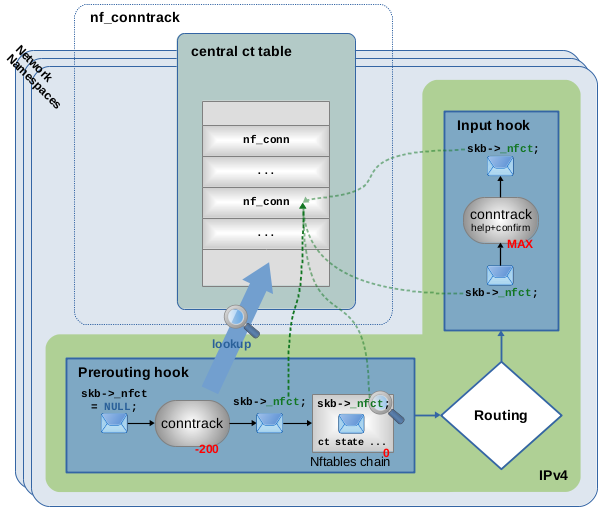 nf_conntrack
Network
Namespaces
central ct table
nf_conn
...
nf_conn
...
lookup
Input hook
skb->_nfct;
conntrack
help+confirm
MAX
skb->_nfct;
Prerouting hook
skb->_nfct
= NULL;
conntrack
-200
skb->_nfct;
skb->_nfct;
ct state ...
0
Nftables chain
Routing
IPv4